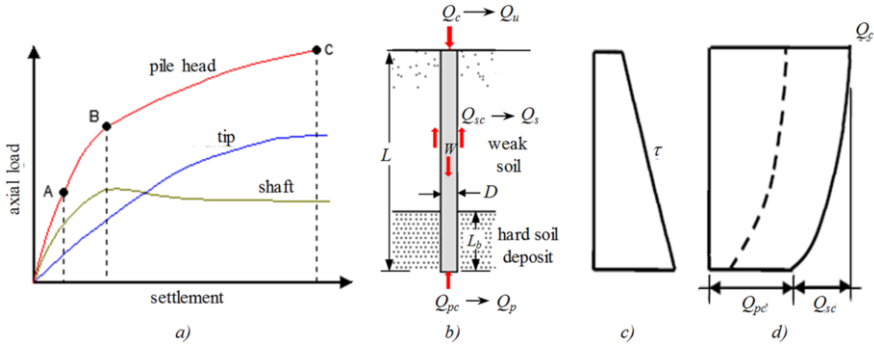 axial load
pile head
tip
shaft
A
B
C
settlement
a)
Q_c → Q_u
Q_sc → Q_s
W
weak
soil
L
D
L_b
hard soil
deposit
Q_pc → Q_p
b)
τ
c)
Q_c
Q_pc
Q_sc
d)